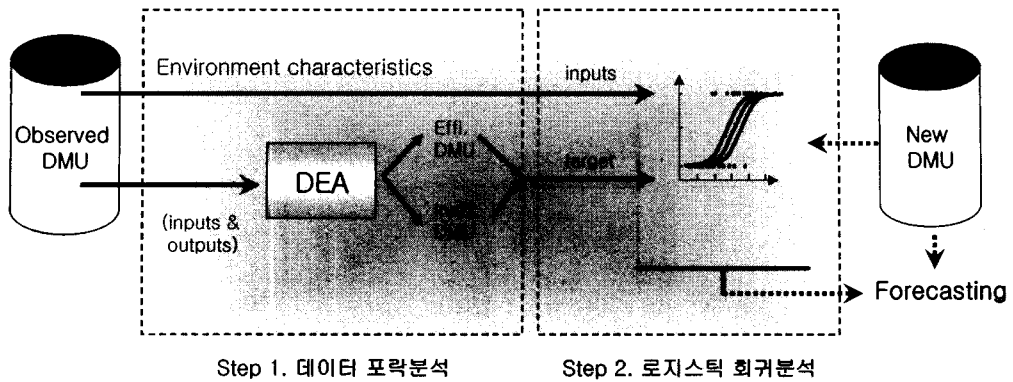 Environment characteristics
inputs
Observed
DMU
New
DMU
Effi.
DMU
DEA
target
(inputs &
outputs)
Forecasting
Step 1. 데이터 포락분석
Step 2. 로지스틱 회귀분석